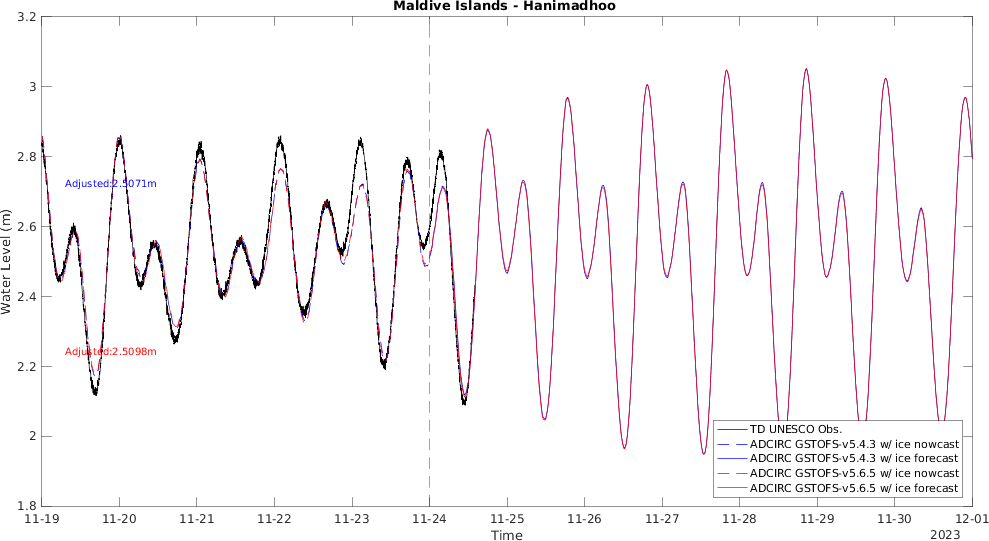 Maldive Islands - Hanimadhoo
3.2
3
2.8
2.6
2.4
2.2
2
1.8
Water Level (m)
Adjusted:2.5071m
Adjusted:2.5098m
TD UNESCO Obs.
ADCIRC GSTOFS-v5.4.3 w/ ice nowcast
ADCIRC GSTOFS-v5.4.3 w/ ice forecast
ADCIRC GSTOFS-v5.6.5 w/ ice nowcast
ADCIRC GSTOFS-v5.6.5 w/ ice forecast
11-19 11-20 11-21 11-22 11-23 11-24 11-25 11-26 11-27 11-28 11-29 11-30 12-01
Time
2023